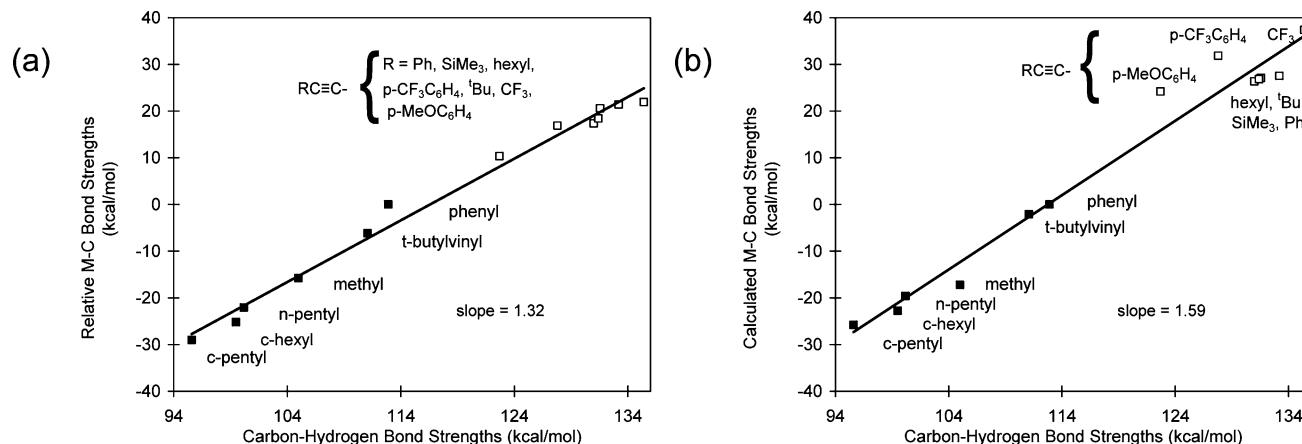 (a)
Relative M-C Bond Strengths
(kcal/mol)
40
30
20
10
0
-10
-20
-30
-40
RC≡C-
R = Ph, SiMe₃, hexyl,
p-CF₃C₆H₄, ᵗBu, CF₃,
p-MeOC₆H₄
phenyl
t-butylvinyl
methyl
n-pentyl
c-hexyl
c-pentyl
slope = 1.32
94
104
114
124
134
Carbon-Hydrogen Bond Strengths (kcal/mol)
(b)
Calculated M-C Bond Strengths
(kcal/mol)
40
30
20
10
0
-10
-20
-30
-40
RC≡C-
p-CF₃C₆H₄
CF₃
p-MeOC₆H₄
hexyl, ᵗBu
SiMe₃, Ph
phenyl
t-butylvinyl
methyl
n-pentyl
c-hexyl
c-pentyl
slope = 1.59
94
104
114
124
134
Carbon-Hydrogen Bond Strengths (kcal/mol)